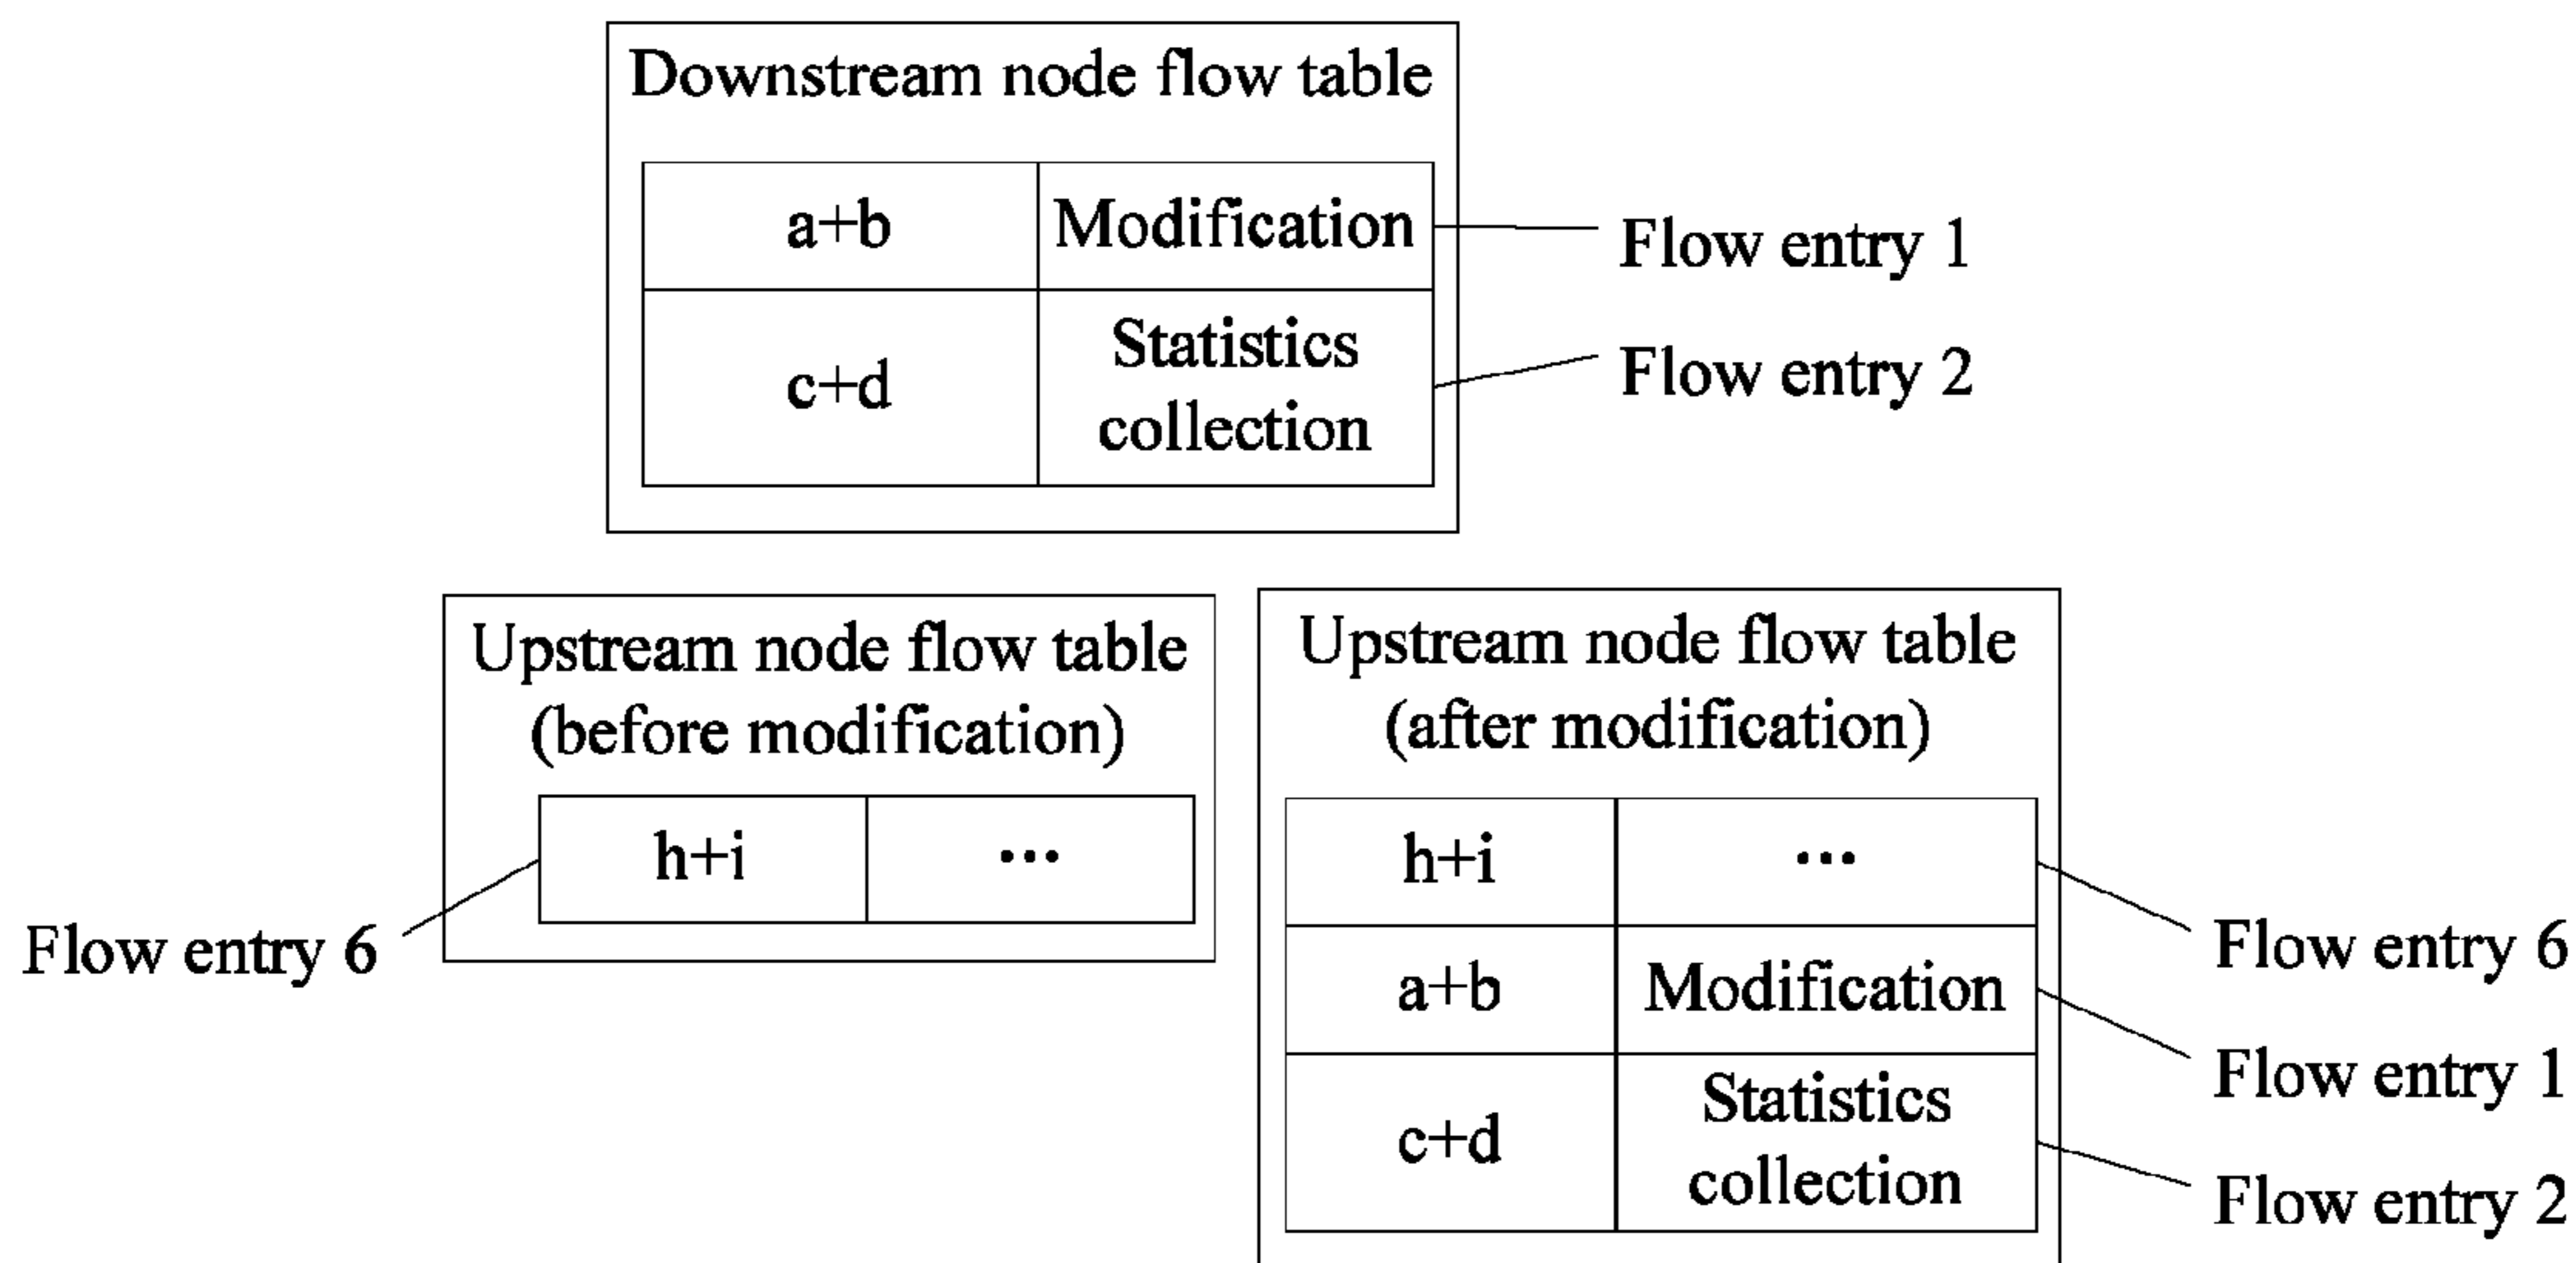 Downstream node flow table
a+b
Modification
Flow entry 1
c+d
Statistics
collection
Flow entry 2
Upstream node flow table
(before modification)
h+i
...
Flow entry 6
Upstream node flow table
(after modification)
h+i
...
Flow entry 6
a+b
Modification
Flow entry 1
c+d
Statistics
collection
Flow entry 2